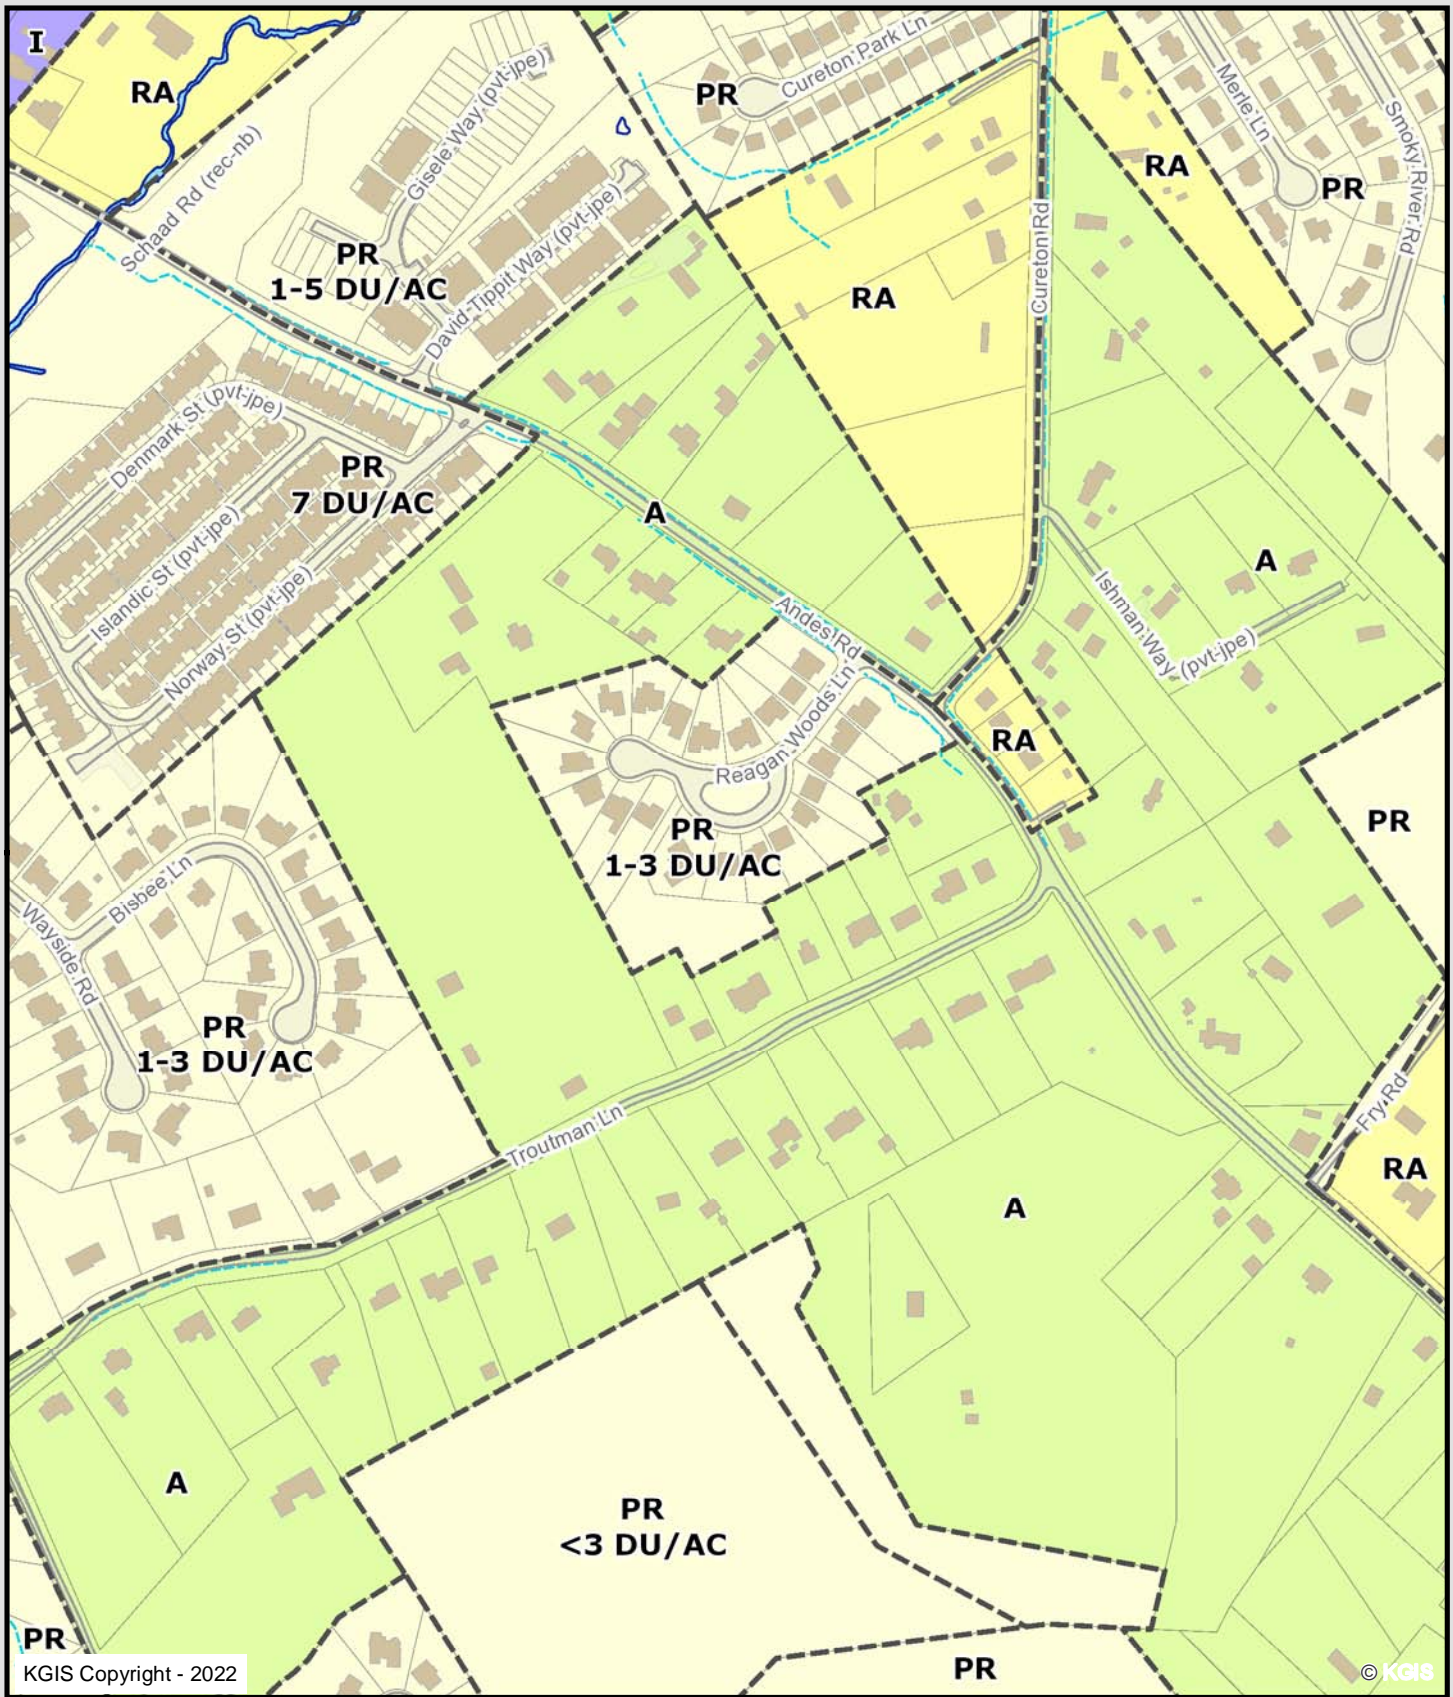 I
RA
PR
Cureton Park Ln
Merle Ln
Smoky River Rd
Gisele Way (pvt-jpe)
Schaad Rd (rec-nb)
RA
PR
PR
1-5 DU/AC
David Tippit Way (pvt-jpe)
RA
Cureton Rd
Denmark St (pvt-jpe)
PR
7 DU/AC
A
Islandic St (pvt-jpe)
A
Norway St (pvt-jpe)
Andes Rd
Ishman Way (pvt-jpe)
Reagan Woods Ln
RA
PR
1-3 DU/AC
PR
Bisbee Ln
Wayside Rd
PR
1-3 DU/AC
Troutman Ln
Fry Rd
RA
A
A
PR
<3 DU/AC
PR
PR
KGIS Copyright - 2022
© KGIS